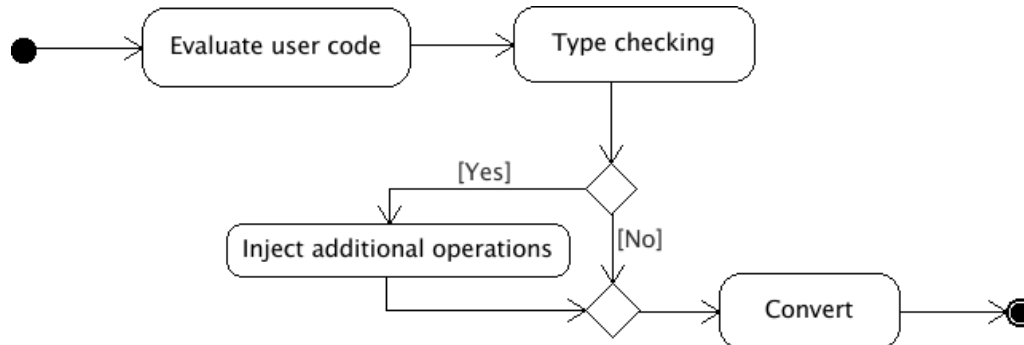 Evaluate user code
Type checking
[Yes]
[No]
Inject additional operations
Convert